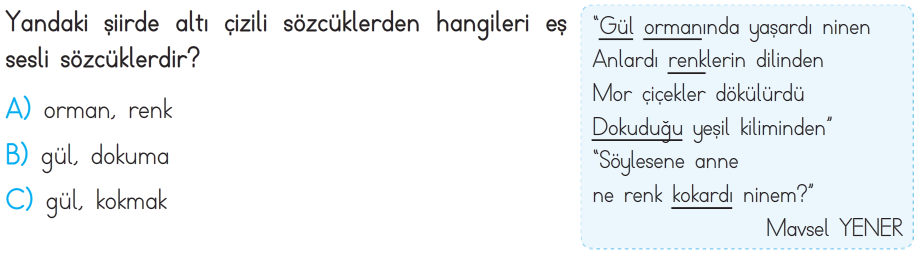 Yandaki şiirde altı çizili sözcüklerden hangileri eş
sesli sözcüklerdir?
A) orman, renk
B) gül, dokuma
C) gül, kokmak
“Gül ormanında yaşardı ninen
Anlardı renklerin dilinden
Mor çiçekler dökülürdü
Dokuduğu yeşil kiliminden”
“Söylesene anne
ne renk kokardı ninem?”
Mavsel YENER